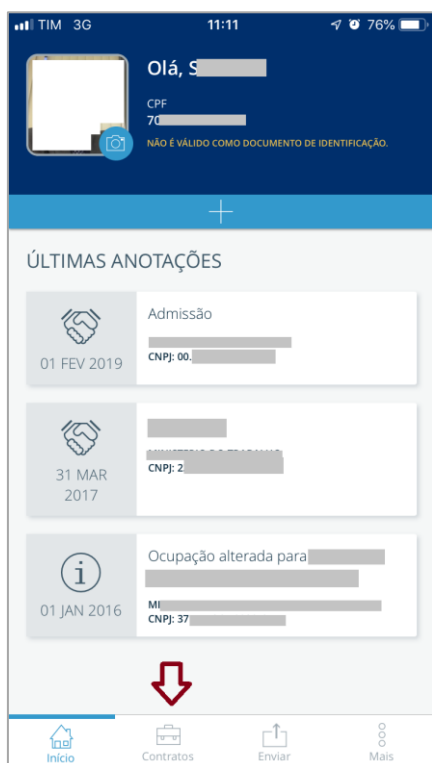 TIM 3G 11:11 76%
Olá, S
CPF
70
NÃO É VÁLIDO COMO DOCUMENTO DE IDENTIFICAÇÃO.
ÚLTIMAS ANOTAÇÕES
Admissão
01 FEV 2019
CNPJ: 00.
31 MAR
2017
CNPJ: 2
Ocupação alterada para
01 JAN 2016
MI
CNPJ: 37
Início Contratos Enviar Mais